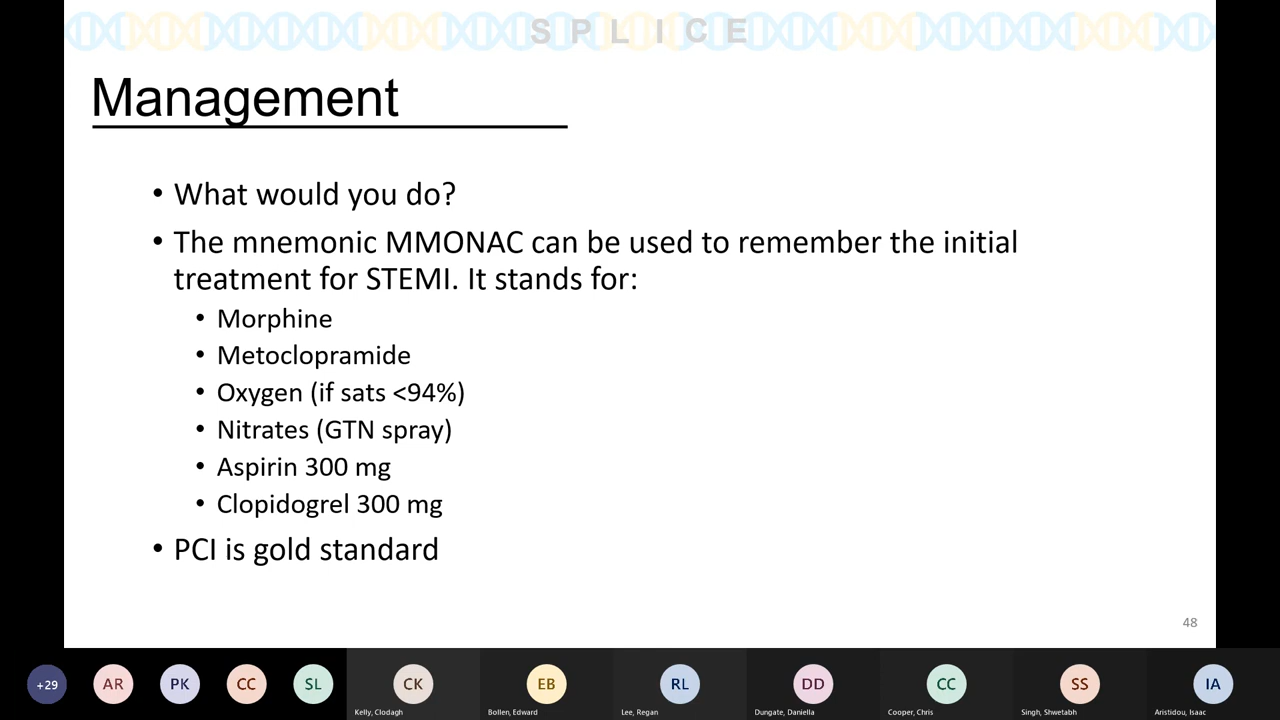 S P L I C E
Management
• What would you do?
• The mnemonic MMONAC can be used to remember the initial
treatment for STEMI. It stands for:
• Morphine
• Metoclopramide
• Oxygen (if sats <94%)
• Nitrates (GTN spray)
• Aspirin 300 mg
• Clopidogrel 300 mg
• PCI is gold standard
48
+29 AR PK CC SL CK EB RL DD CC SS IA
Kelly, Clodagh Bollen, Edward Lee, Regan Dungate, Daniella Cooper, Chris Singh, Shwetabh Aristidou, Isaac